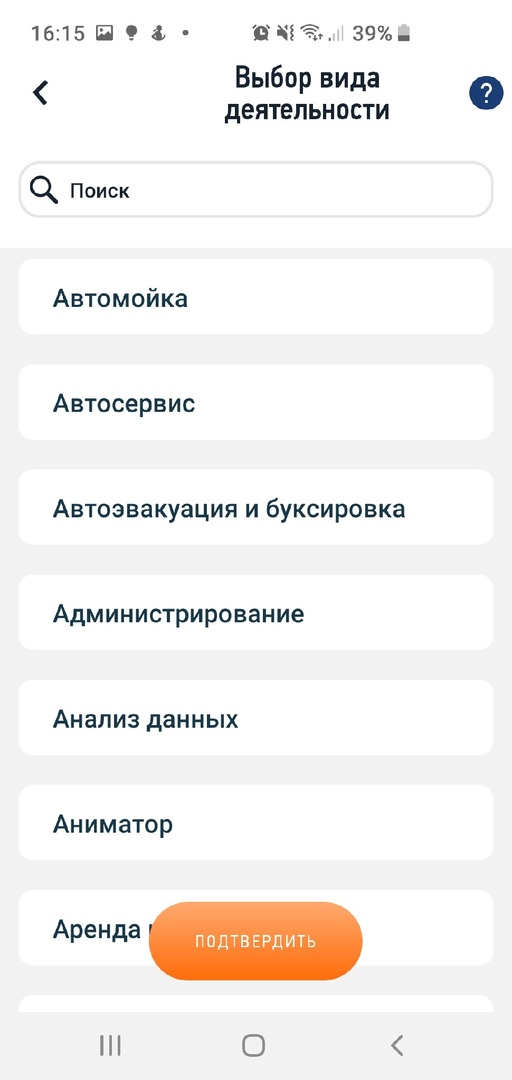 16:15 39%
Выбор вида
деятельности
?
Поиск
Автомойка
Автосервис
Автоэвакуация и буксировка
Администрирование
Анализ данных
Аниматор
Аренда
ПОДТВЕРДИТЬ